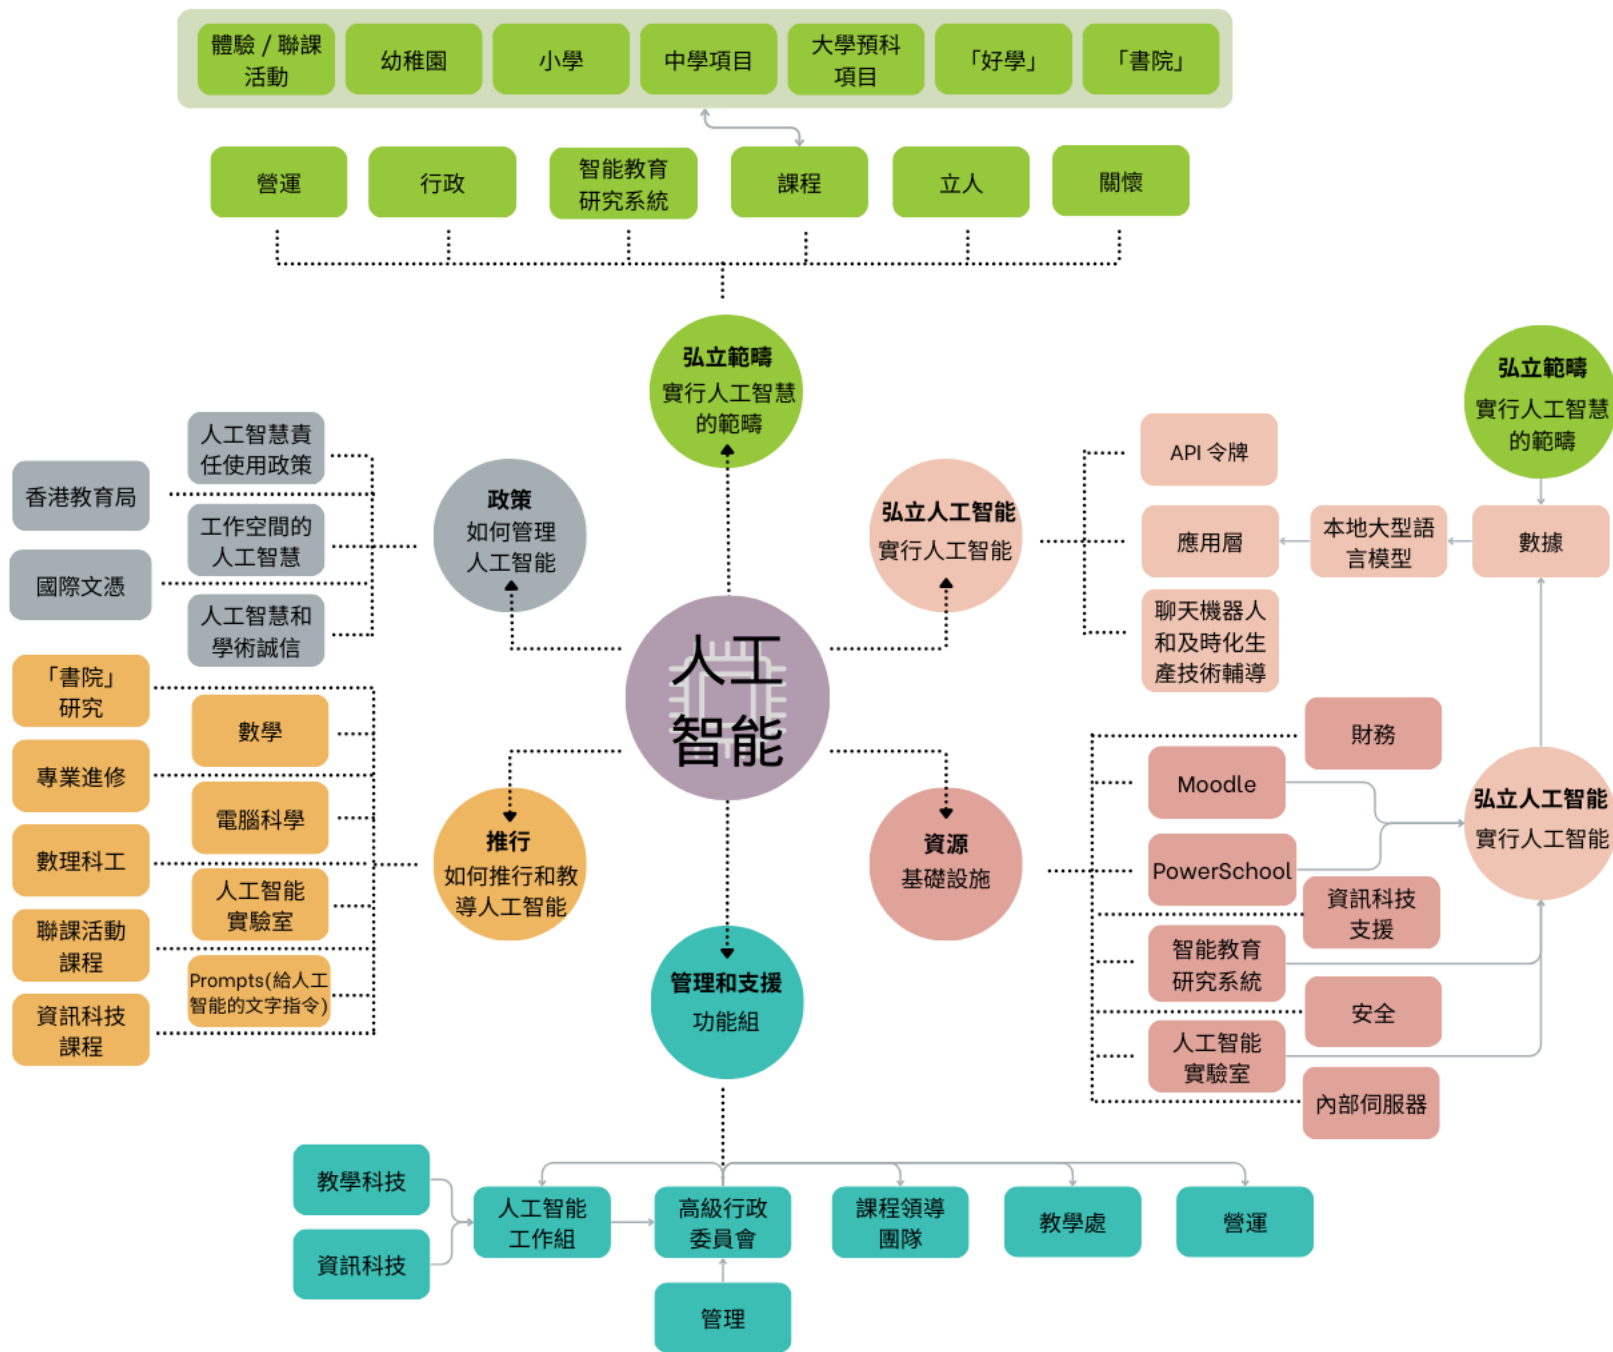 體驗 / 聯課
活動
幼稚園
小學
中學項目
大學預科
項目
「好學」
「書院」
營運
行政
智能教育
研究系統
課程
立人
關懷
弘立範疇
實行人工智慧
的範疇
弘立範疇
實行人工智慧
的範疇
人工智慧責
任使用政策
香港教育局
工作空間的
人工智慧
國際文憑
人工智慧和
學術誠信
政策
如何管理
人工智能
弘立人工智能
實行人工智能
API 令牌
應用層
本地大型語
言模型
數據
聊天機器人
和及時化生
產技術輔導
人工
智能
「書院」
研究
數學
專業進修
電腦科學
數理科工
人工智能
實驗室
聯課活動
課程
Prompts(給人工
智能的文字指令)
資訊科技
課程
推行
如何推行和教
導人工智能
資源
基礎設施
財務
Moodle
PowerSchool
資訊科技
支援
智能教育
研究系統
安全
人工智能
實驗室
內部伺服器
弘立人工智能
實行人工智能
管理和支援
功能組
教學科技
資訊科技
人工智能
工作組
高級行政
委員會
課程領導
團隊
教學處
營運
管理